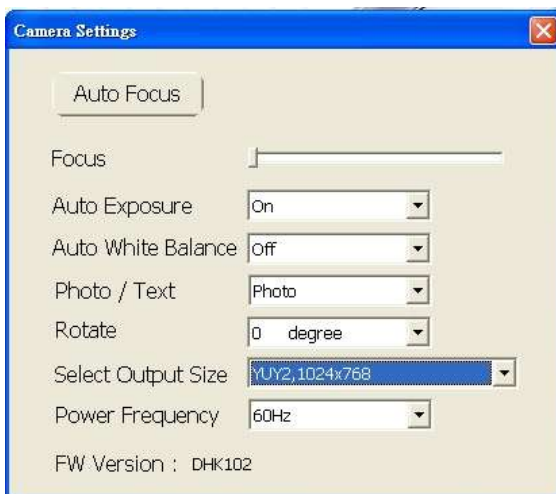 Camera Settings
Auto Focus
Focus
Auto Exposure On
Auto White Balance Off
Photo / Text Photo
Rotate 0 degree
Select Output Size YUY2,1024x768
Power Frequency 60Hz
FW Version : DHK102